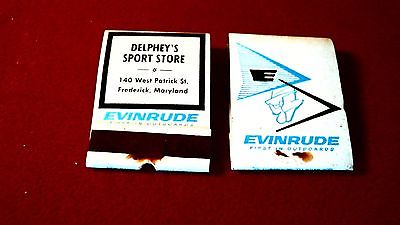 DELPHEY'S
SPORT STORE
140 West Patrick St.
Frederick, Maryland
EVINRUDE
FIRST IN OUTBOARDS
E
EVINRUDE
FIRST IN OUTBOARDS